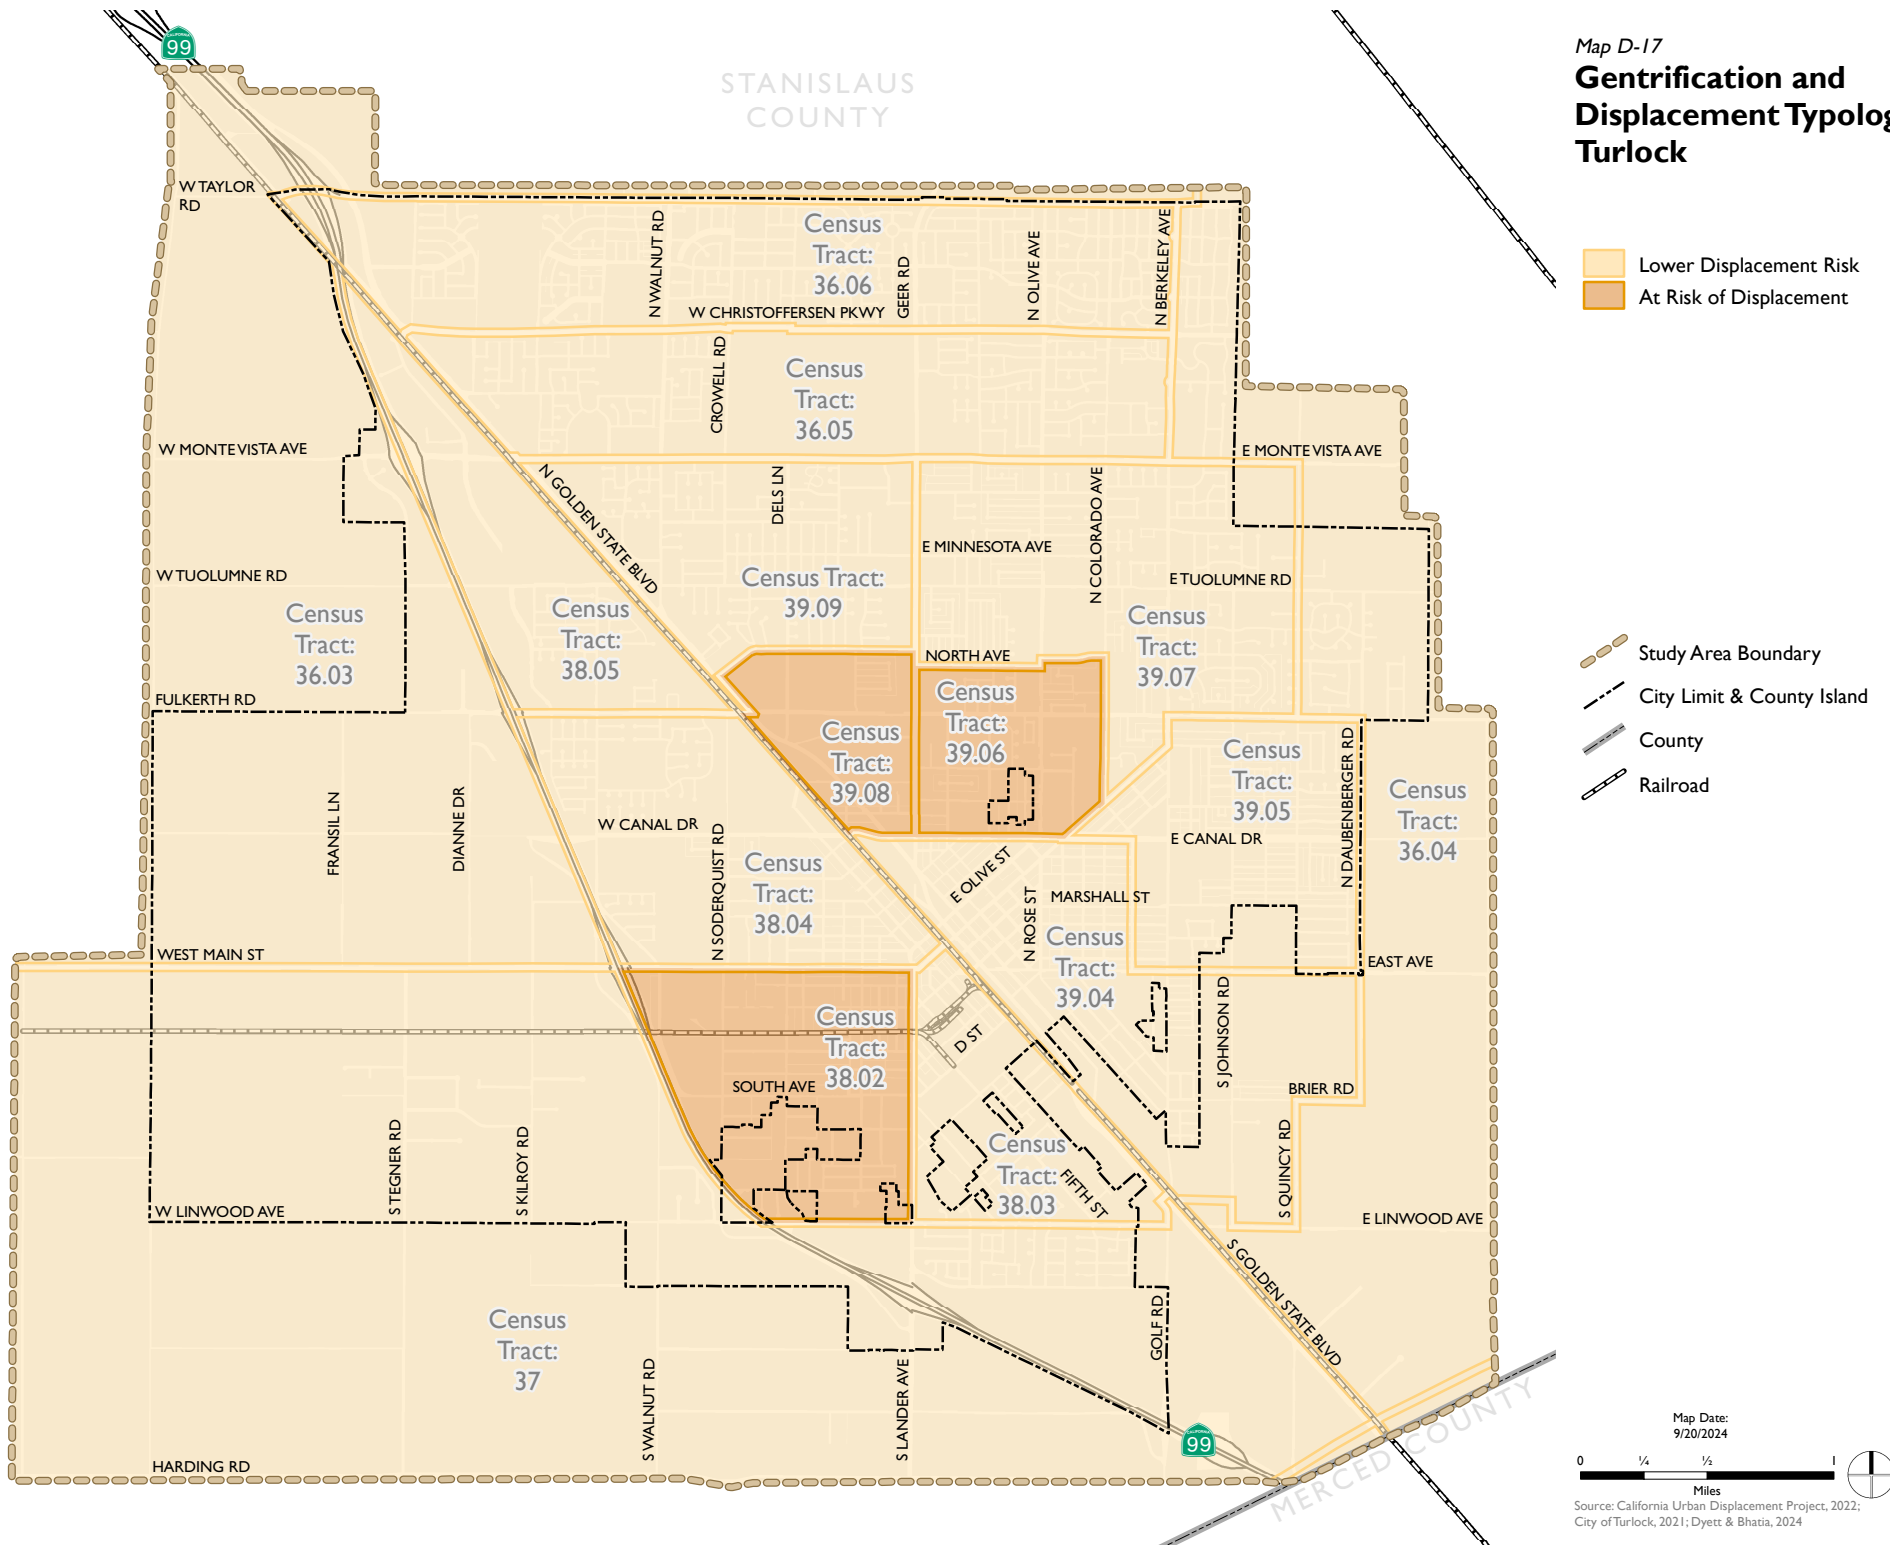 CALIFORNIA
99
STANISLAUS
COUNTY
Map D-17
Gentrification and
Displacement Typolog
Turlock
Lower Displacement Risk
At Risk of Displacement
Study Area Boundary
City Limit & County Island
County
Railroad
W TAYLOR
RD
N WALNUT RD
Census
Tract:
36.06
GEER RD
N OLIVE AVE
N BERKELEY AVE
W CHRISTOFFERSEN PKWY
CROWELL RD
Census
Tract:
36.05
W MONTE VISTA AVE
E MONTE VISTA AVE
N GOLDEN STATE BLVD
DELS LN
N COLORADO AVE
E MINNESOTA AVE
W TUOLUMNE RD
E TUOLUMNE RD
Census Tract:
39.09
Census
Tract:
36.03
Census
Tract:
38.05
Census
Tract:
39.07
NORTH AVE
FULKERTH RD
Census
Tract:
39.06
Census
Tract:
39.08
Census
Tract:
39.05
N DAUBENBERGER RD
Census
Tract:
36.04
FRANSIL LN
DIANNE DR
W CANAL DR
N SODERQUIST RD
E CANAL DR
Census
Tract:
38.04
E OLIVE ST
N ROSE ST
MARSHALL ST
Census
Tract:
39.04
WEST MAIN ST
EAST AVE
Census
Tract:
38.02
D ST
S JOHNSON RD
SOUTH AVE
BRIER RD
S TEGNER RD
S KILROY RD
Census
Tract:
38.03
FIFTH ST
S QUINCY RD
W LINWOOD AVE
E LINWOOD AVE
S GOLDEN STATE BLVD
Census
Tract:
37
GOLF RD
S WALNUT RD
S LANDER AVE
HARDING RD
CALIFORNIA
99
MERCED COUNTY
Map Date:
9/20/2024
0 1/4 1/2 1
Miles
Source: California Urban Displacement Project, 2022;
City of Turlock, 2021; Dyett & Bhatia, 2024